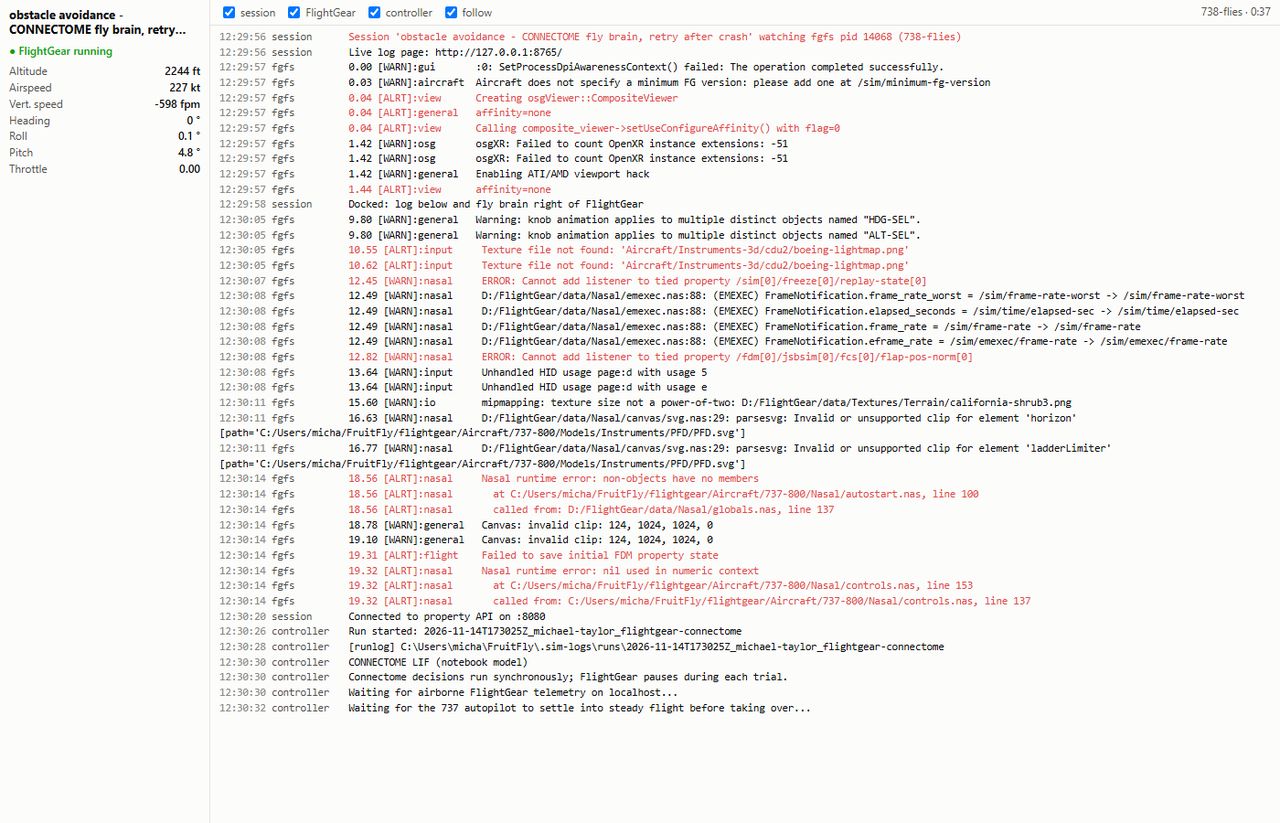 obstacle avoidance -
CONNECTOME fly brain, retry...
● FlightGear running
Altitude 2244 ft
Airspeed 227 kt
Vert. speed -598 fpm
Heading 0 °
Roll 0.1 °
Pitch 4.8 °
Throttle 0.00
session FlightGear controller follow 738-flies · 0:37
12:29:56 session Session 'obstacle avoidance - CONNECTOME fly brain, retry after crash' watching fgfs pid 14068 (738-flies)
12:29:56 session Live log page: http://127.0.0.1:8765/
12:29:57 fgfs 0.00 [WARN]:gui :0: SetProcessDpiAwarenessContext() failed: The operation completed successfully.
12:29:57 fgfs 0.03 [WARN]:aircraft Aircraft does not specify a minimum FG version: please add one at /sim/minimum-fg-version
12:29:57 fgfs 0.04 [ALRT]:view Creating osgViewer::CompositeViewer
12:29:57 fgfs 0.04 [ALRT]:general affinity=none
12:29:57 fgfs 0.04 [ALRT]:view Calling composite_viewer->setUseConfigureAffinity() with flag=0
12:29:57 fgfs 1.42 [WARN]:osg osgXR: Failed to count OpenXR instance extensions: -51
12:29:57 fgfs 1.42 [WARN]:osg osgXR: Failed to count OpenXR instance extensions: -51
12:29:57 fgfs 1.42 [WARN]:general Enabling ATI/AMD viewport hack
12:29:57 fgfs 1.44 [ALRT]:view affinity=none
12:29:58 session Docked: log below and fly brain right of FlightGear
12:30:05 fgfs 9.80 [WARN]:general Warning: knob animation applies to multiple distinct objects named "HDG-SEL".
12:30:05 fgfs 9.80 [WARN]:general Warning: knob animation applies to multiple distinct objects named "ALT-SEL".
12:30:05 fgfs 10.55 [ALRT]:input Texture file not found: 'Aircraft/Instruments-3d/cdu2/boeing-lightmap.png'
12:30:05 fgfs 10.62 [ALRT]:input Texture file not found: 'Aircraft/Instruments-3d/cdu2/boeing-lightmap.png'
12:30:07 fgfs 12.45 [WARN]:nasal ERROR: Cannot add listener to tied property /sim[0]/freeze[0]/replay-state[0]
12:30:08 fgfs 12.49 [WARN]:nasal D:/FlightGear/data/Nasal/emexec.nas:88: (EMEXEC) FrameNotification.frame_rate_worst = /sim/frame-rate-worst -> /sim/frame-rate-worst
12:30:08 fgfs 12.49 [WARN]:nasal D:/FlightGear/data/Nasal/emexec.nas:88: (EMEXEC) FrameNotification.elapsed_seconds = /sim/time/elapsed-sec -> /sim/time/elapsed-sec
12:30:08 fgfs 12.49 [WARN]:nasal D:/FlightGear/data/Nasal/emexec.nas:88: (EMEXEC) FrameNotification.frame_rate = /sim/frame-rate -> /sim/frame-rate
12:30:08 fgfs 12.49 [WARN]:nasal D:/FlightGear/data/Nasal/emexec.nas:88: (EMEXEC) FrameNotification.eframe_rate = /sim/emexec/frame-rate -> /sim/emexec/frame-rate
12:30:08 fgfs 12.82 [WARN]:nasal ERROR: Cannot add listener to tied property /fdm[0]/jsbsim[0]/fcs[0]/flap-pos-norm[0]
12:30:08 fgfs 13.64 [WARN]:input Unhandled HID usage page:d with usage 5
12:30:08 fgfs 13.64 [WARN]:input Unhandled HID usage page:d with usage e
12:30:11 fgfs 15.60 [WARN]:io mipmapping: texture size not a power-of-two: D:/FlightGear/data/Textures/Terrain/california-shrub3.png
12:30:11 fgfs 16.63 [WARN]:nasal D:/FlightGear/data/Nasal/canvas/svg.nas:29: parsesvg: Invalid or unsupported clip for element 'horizon'
[path='C:/Users/micha/FruitFly/flightgear/Aircraft/737-800/Models/Instruments/PFD/PFD.svg']
12:30:11 fgfs 16.77 [WARN]:nasal D:/FlightGear/data/Nasal/canvas/svg.nas:29: parsesvg: Invalid or unsupported clip for element 'ladderLimiter'
[path='C:/Users/micha/FruitFly/flightgear/Aircraft/737-800/Models/Instruments/PFD/PFD.svg']
12:30:14 fgfs 18.56 [ALRT]:nasal Nasal runtime error: non-objects have no members
12:30:14 fgfs 18.56 [ALRT]:nasal at C:/Users/micha/FruitFly/flightgear/Aircraft/737-800/Nasal/autostart.nas, line 100
12:30:14 fgfs 18.56 [ALRT]:nasal called from: D:/FlightGear/data/Nasal/globals.nas, line 137
12:30:14 fgfs 18.78 [WARN]:general Canvas: invalid clip: 124, 1024, 1024, 0
12:30:14 fgfs 19.10 [WARN]:general Canvas: invalid clip: 124, 1024, 1024, 0
12:30:14 fgfs 19.31 [ALRT]:flight Failed to save initial FDM property state
12:30:14 fgfs 19.32 [ALRT]:nasal Nasal runtime error: nil used in numeric context
12:30:14 fgfs 19.32 [ALRT]:nasal at C:/Users/micha/FruitFly/flightgear/Aircraft/737-800/Nasal/controls.nas, line 153
12:30:14 fgfs 19.32 [ALRT]:nasal called from: C:/Users/micha/FruitFly/flightgear/Aircraft/737-800/Nasal/controls.nas, line 137
12:30:20 session Connected to property API on :8080
12:30:26 controller Run started: 2026-11-14T173025Z_michael-taylor_flightgear-connectome
12:30:28 controller [runlog] C:\Users\micha\FruitFly\.sim-logs\runs\2026-11-14T173025Z_michael-taylor_flightgear-connectome
12:30:30 controller CONNECTOME LIF (notebook model)
12:30:30 controller Connectome decisions run synchronously; FlightGear pauses during each trial.
12:30:30 controller Waiting for airborne FlightGear telemetry on localhost...
12:30:32 controller Waiting for the 737 autopilot to settle into steady flight before taking over...